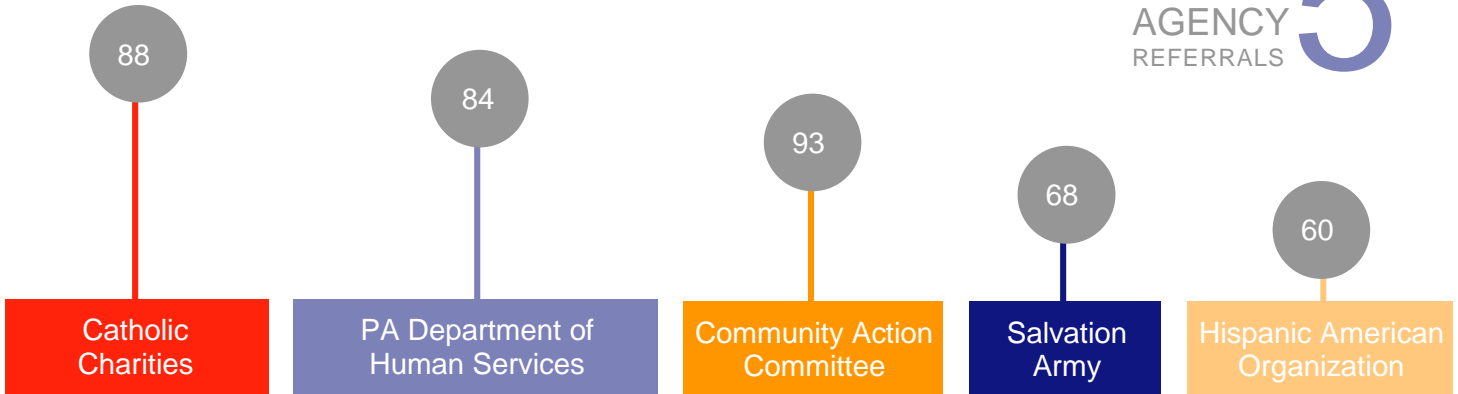 AGENCY
REFERRALS
88
84
93
68
60
Catholic
Charities
PA Department of
Human Services
Community Action
Committee
Salvation
Army
Hispanic American
Organization